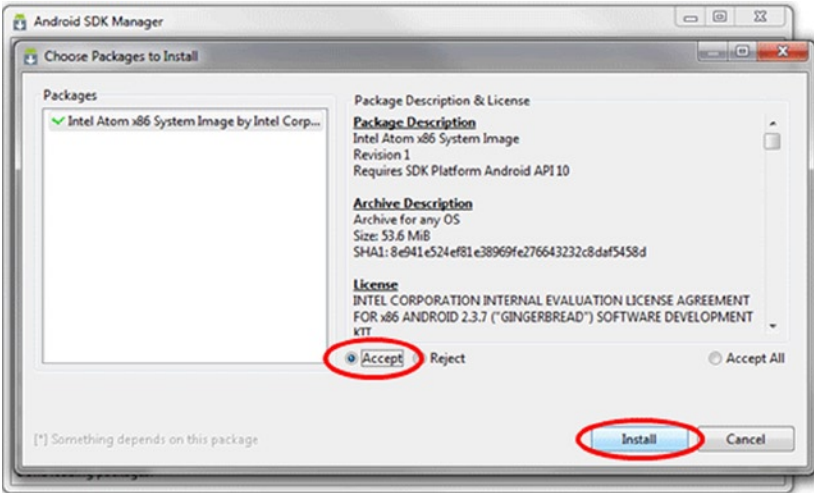 Android SDK Manager
Choose Packages to Install
Packages
Intel Atom x86 System Image by Intel Corp...
Package Description & License
Package Description
Intel Atom x86 System Image
Revision 1
Requires SDK Platform Android API 10
Archive Description
Archive for any OS
Size: 53.6 MiB
SHA1: 8e941e524ef81e38969fe276643232c8daf5458d
License
INTEL CORPORATION INTERNAL EVALUATION LICENSE AGREEMENT
FOR x86 ANDROID 2.3.7 ("GINGERBREAD") SOFTWARE DEVELOPMENT
KIT
Accept Reject Accept All
[*] Something depends on this package
Install Cancel